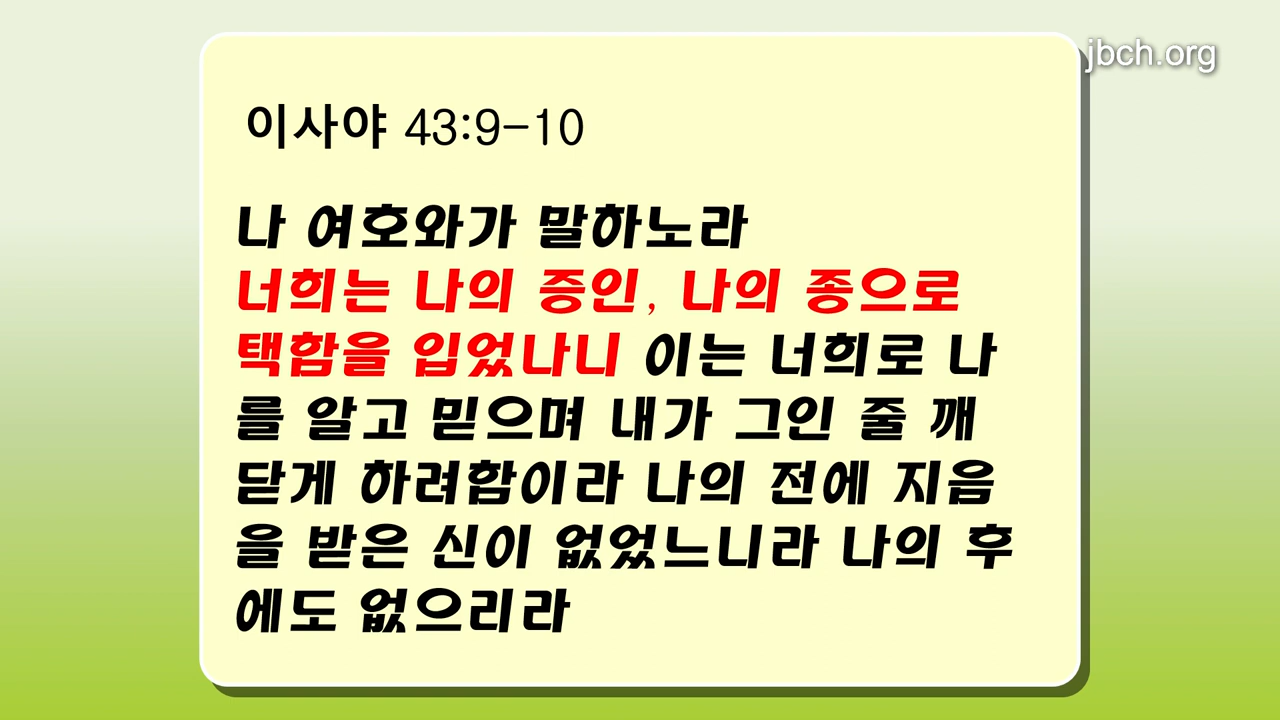 jbch.org
이사야 43:9-10
나 여호와가 말하노라
너희는 나의 증인, 나의 종으로
택함을 입었나니 이는 너희로 나
를 알고 믿으며 내가 그인 줄 깨
닫게 하려함이라 나의 전에 지음
을 받은 신이 없었느니라 나의 후
에도 없으리라